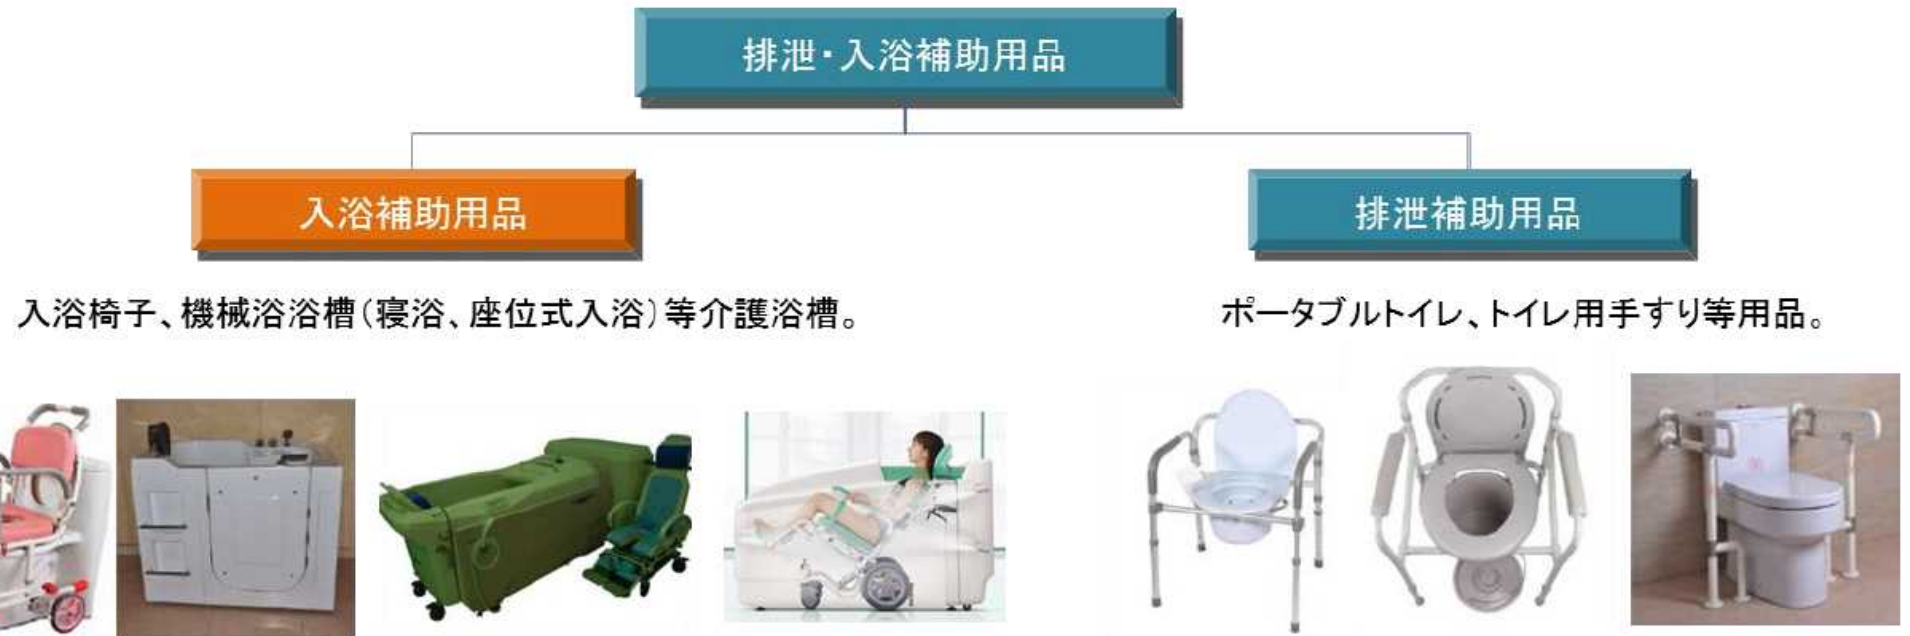 排泄・入浴補助用品
入浴補助用品
排泄補助用品
入浴椅子、機械浴浴槽(寝浴、座位式入浴)等介護浴槽。
ポータブルトイレ、トイレ用手すり等用品。